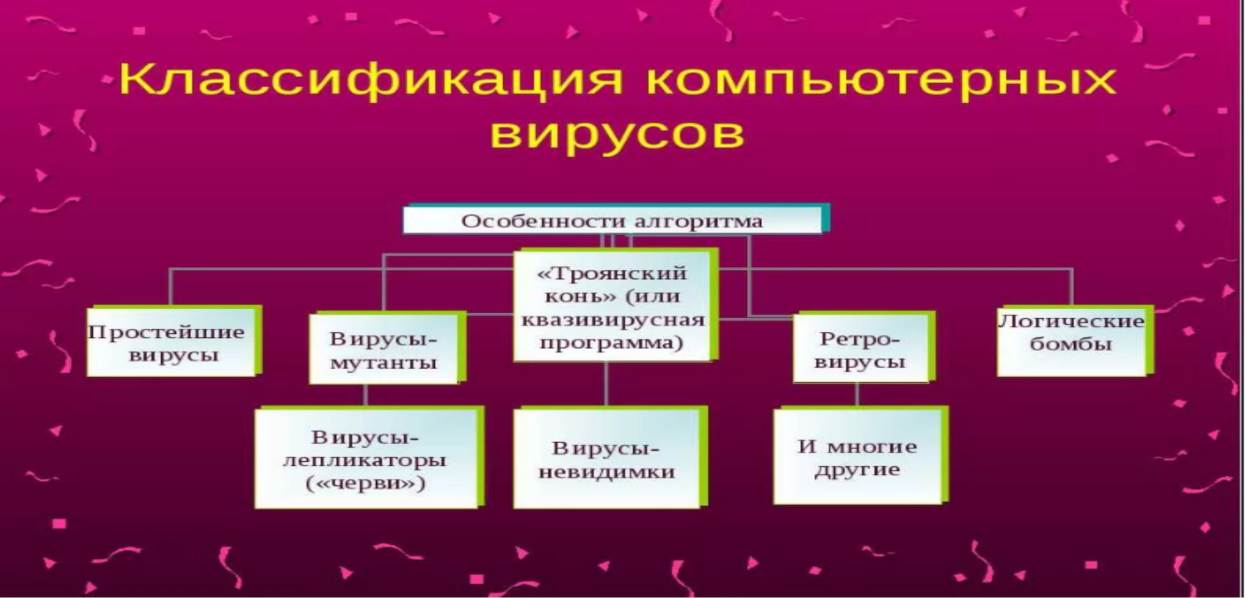 Классификация компьютерных
вирусов
Особенности алгоритма
«Троянский
конь» (или
квазивирусная
программа)
Простейшие
вирусы
Вирусы-
мутанты
Ретро-
вирусы
Логические
бомбы
Вирусы-
лепликаторы
(«черви»)
Вирусы-
невидимки
И многие
другие